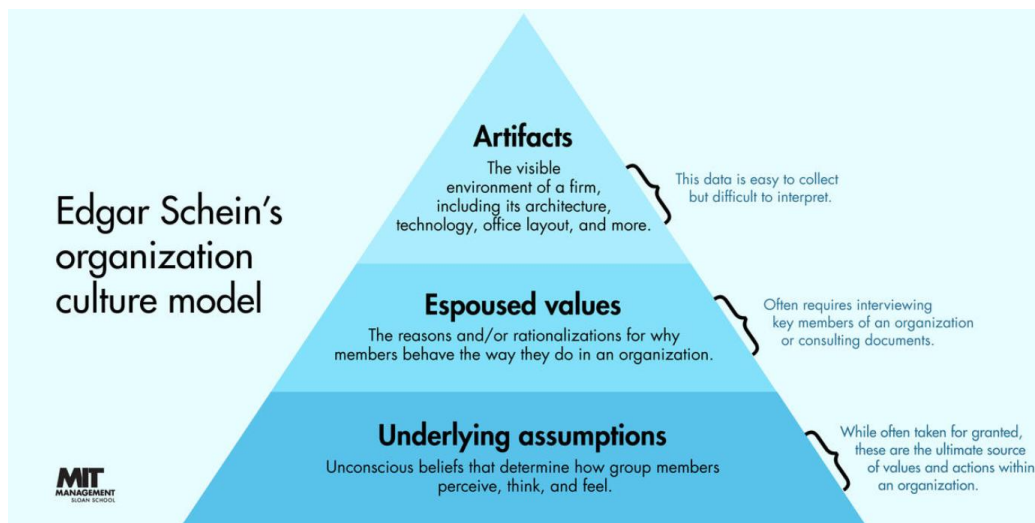 Edgar Schein's
organization
culture model
Artifacts
The visible
environment of a firm,
including its architecture,
technology, office layout, and more.
This data is easy to collect
but difficult to interpret.
Espoused values
The reasons and/or rationalizations for why
members behave the way they do in an organization.
Often requires interviewing
key members of an organization
or consulting documents.
Underlying assumptions
Unconscious beliefs that determine how group members
perceive, think, and feel.
While often taken for granted,
these are the ultimate source
of values and actions within
an organization.
MIT
MANAGEMENT
SLOAN SCHOOL